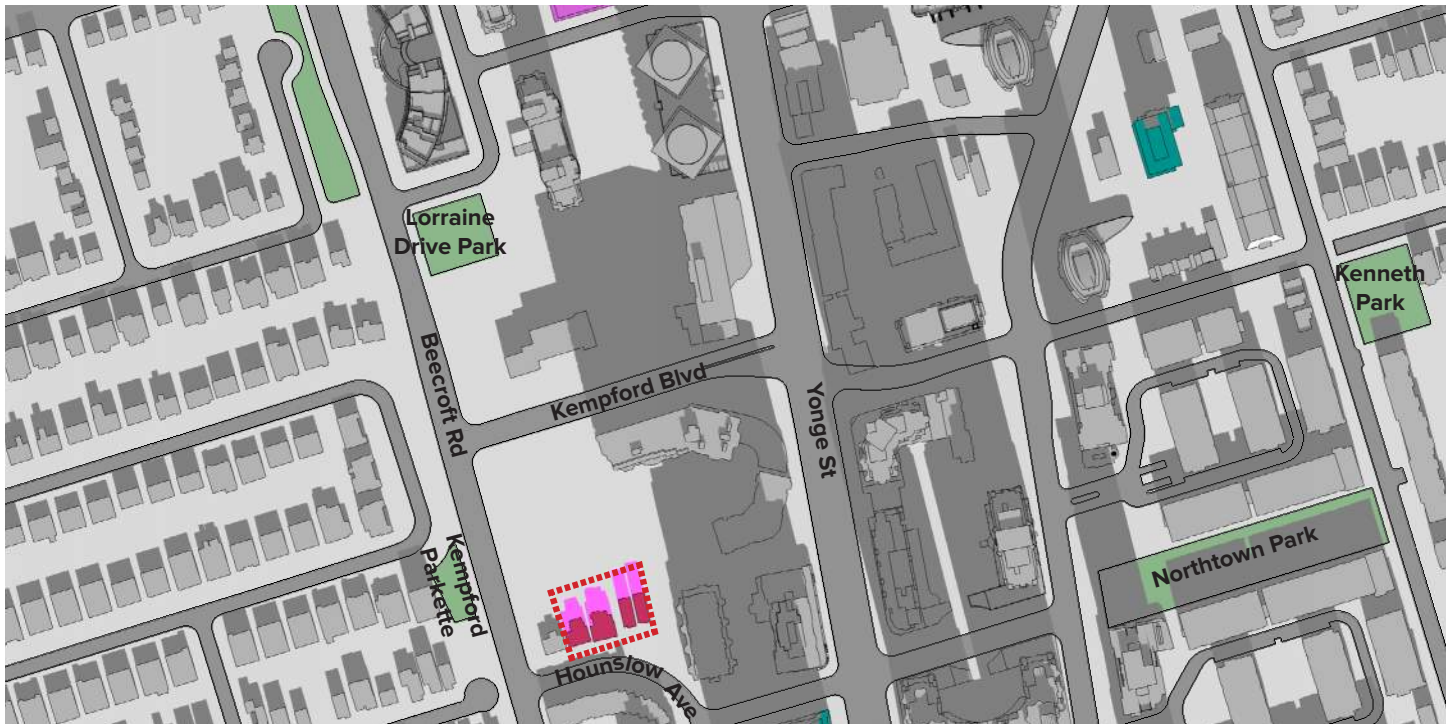 Lorraine
Drive Park
Kenneth
Park
Beecroft Rd
Kempford Blvd
Yonge St
Kempford
Parkette
Northtown Park
Hounslow Ave